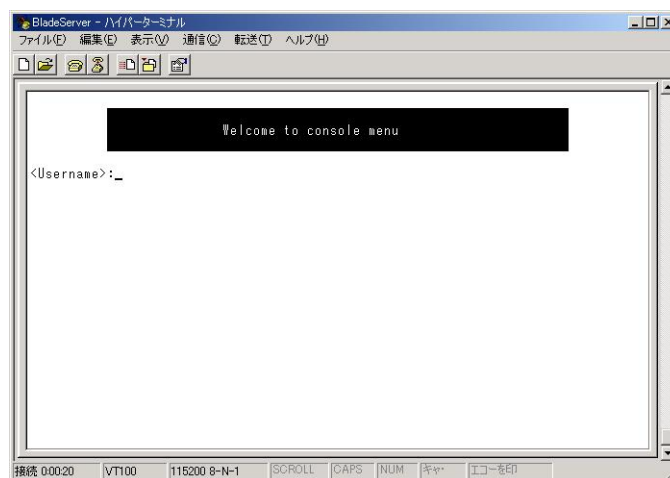 BladeServer - ハイパーターミナル
ファイル(F) 編集(E) 表示(V) 通信(C) 転送(T) ヘルプ(H)
Welcome to console menu
<Username>:_
接続 0:00:20 VT100 115200 8-N-1 SCROLL CAPS NUM キャ エコーを印